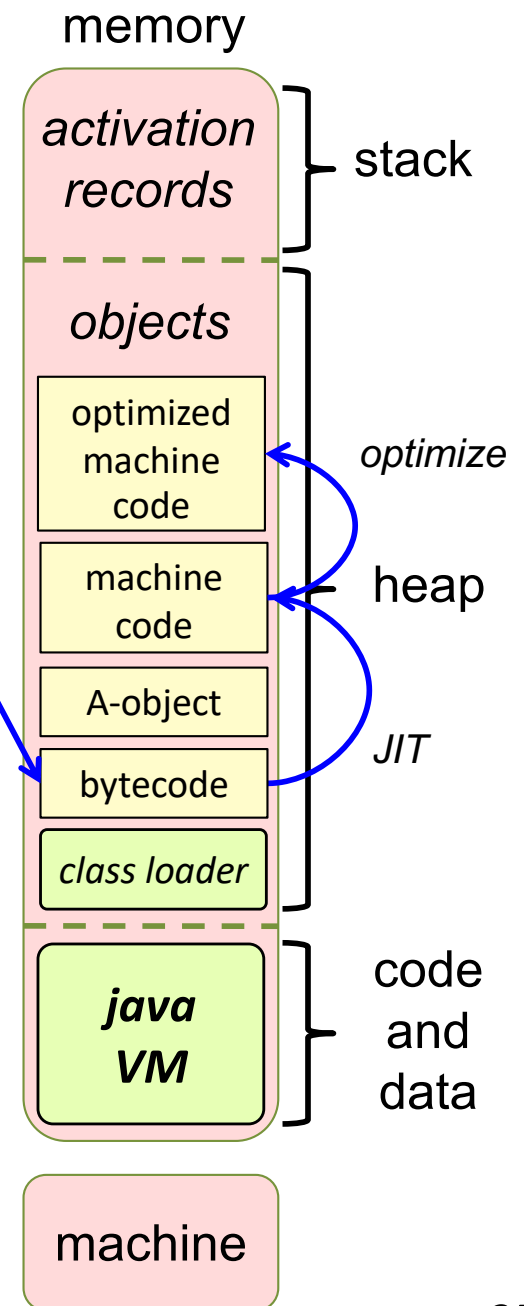 memory
activation
records
stack
objects
optimized
machine
code
optimize
machine
code
heap
A-object
JIT
bytecode
class loader
java
VM
code
and
data
machine